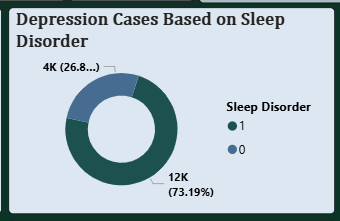 Depression Cases Based on Sleep
Disorder
4K (26.8...)
Sleep Disorder
1
0
12K
(73.19%)